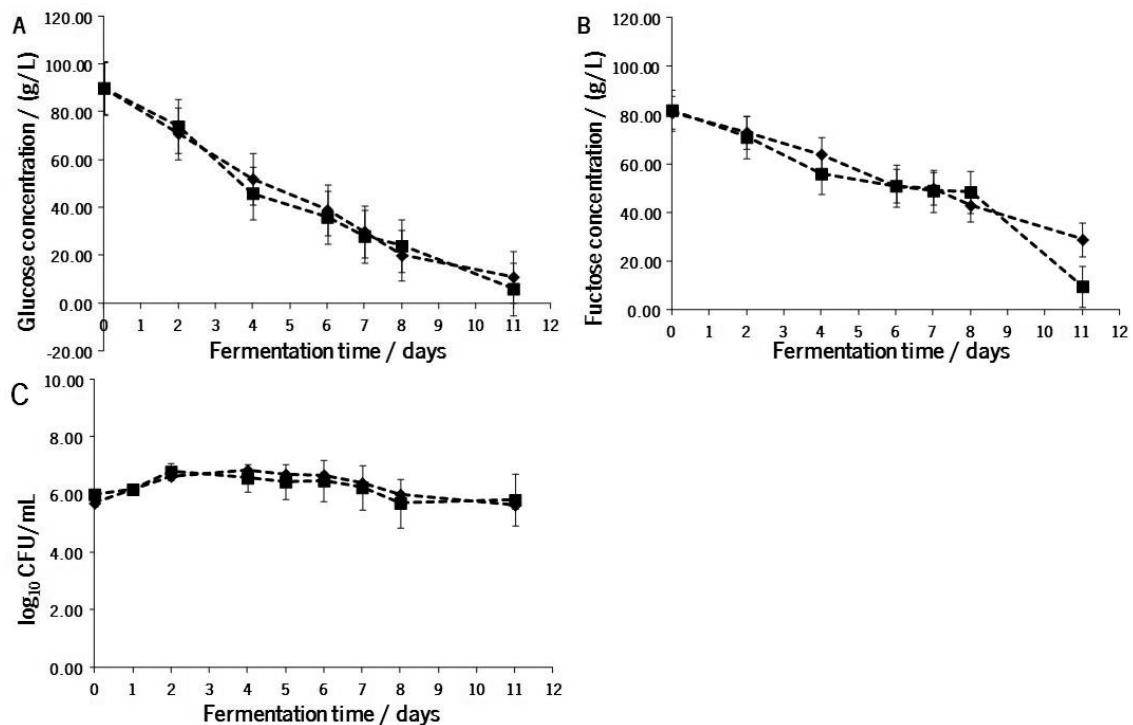 A
Glucose concentration / (g/L)
120.00
100.00
80.00
60.00
40.00
20.00
0.00
-20.00
0 1 2 3 4 5 6 7 8 9 10 11 12
Fermentation time / days
B
Fuctose concentration / (g/L)
120.00
100.00
80.00
60.00
40.00
20.00
0.00
0 1 2 3 4 5 6 7 8 9 10 11 12
Fermentation time / days
C
log₁₀ CFU/mL
10.00
8.00
6.00
4.00
2.00
0.00
0 1 2 3 4 5 6 7 8 9 10 11 12
Fermentation time / days